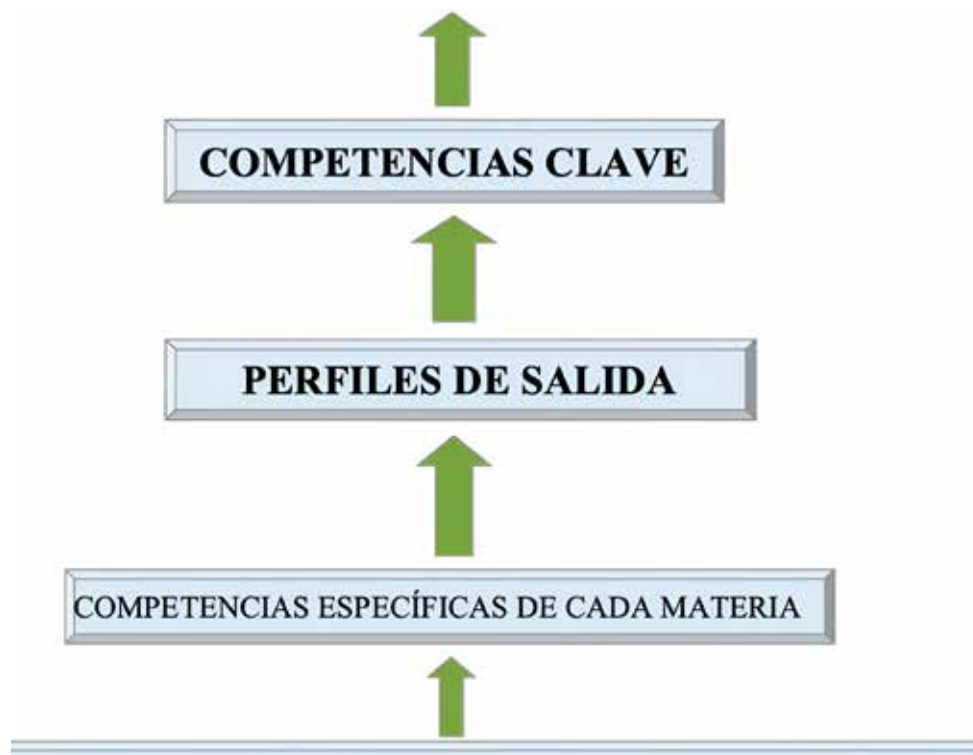 COMPETENCIAS CLAVE
PERFILES DE SALIDA
COMPETENCIAS ESPECÍFICAS DE CADA MATERIA